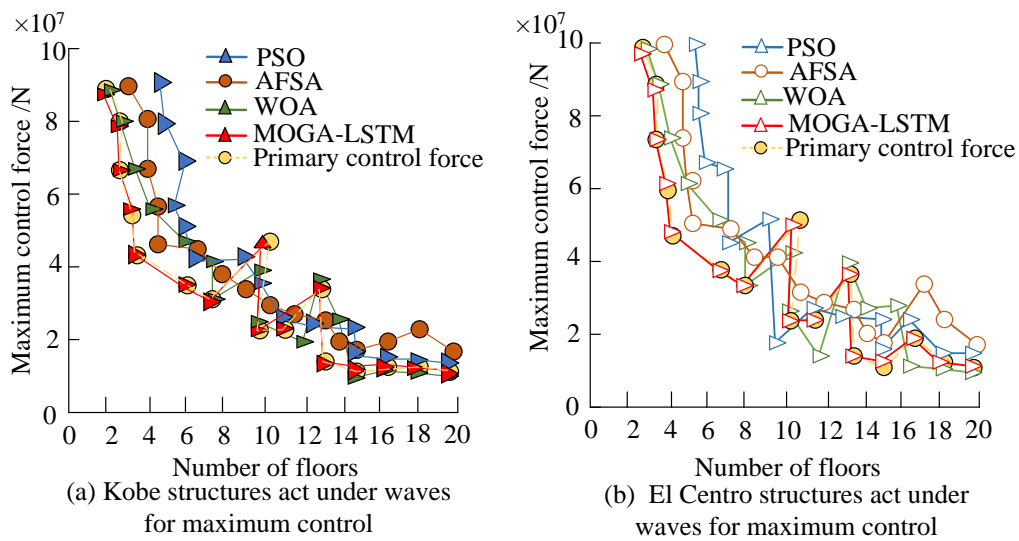 ×10⁷
10
8
6
4
2
0
Maximum control force /N
PSO
AFSA
WOA
MOGA-LSTM
Primary control force
0 2 4 6 8 10 12 14 16 18 20
Number of floors
(a) Kobe structures act under waves
for maximum control
×10⁷
10
8
6
4
2
0
Maximum control force /N
PSO
AFSA
WOA
MOGA-LSTM
Primary control force
0 2 4 6 8 10 12 14 16 18 20
Number of floors
(b) El Centro structures act under
waves for maximum control